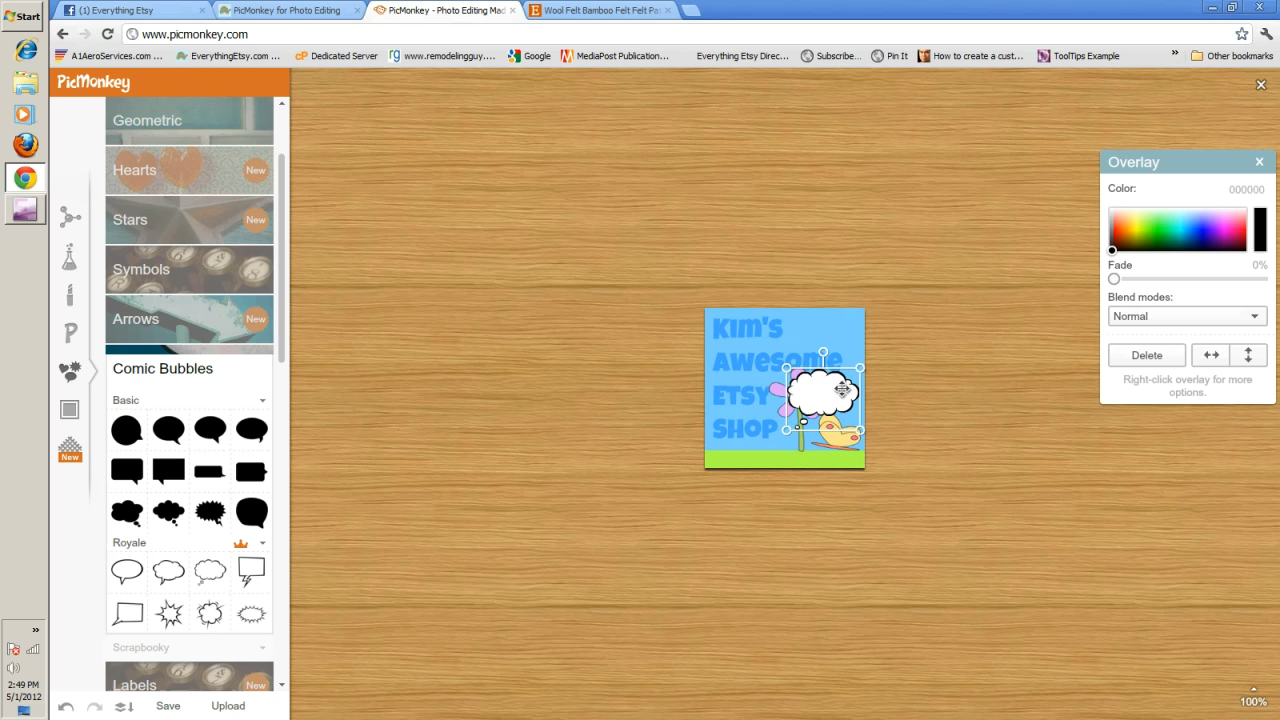 Start
(1) Everything Etsy
PicMonkey for Photo Editing
PicMonkey - Photo Editing Mad
Wool Felt Bamboo Felt Felt Pa
www.picmonkey.com
A1AeroServices.com ...
EverythingEtsy.com ...
cP Dedicated Server
rg www.remodelingguy....
Google
MediaPost Publication...
Everything Etsy Direc...
Subscribe...
Pin It
How to create a cust...
ToolTips Example
»
Other bookmarks
PicMonkey
Geometric
Hearts
New
Stars
New
Symbols
Arrows
New
Comic Bubbles
Basic
Royale
Scrapbooky
Labels
New
New
Save
Upload
Kim's
Awesome
ETSY
SHOP
Overlay
Color:
000000
Fade
0%
Blend modes:
Normal
Delete
Right-click overlay for more
options.
100%
»
2:49 PM
5/1/2012